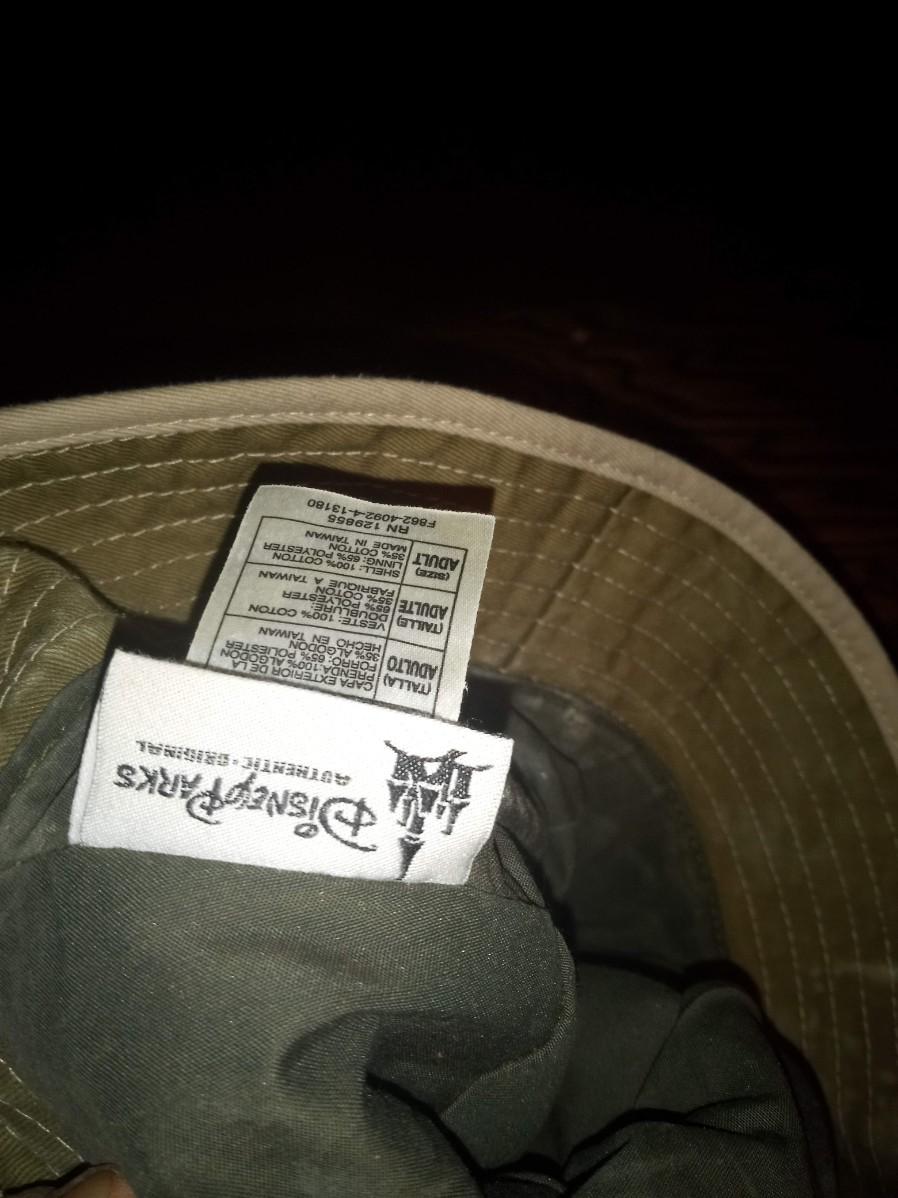 DISNEY PARKS
AUTHENTIC • ORIGINAL
(TALLA)
ADULTO
CAPA EXTERIOR DE LA
PRENDA:100% ALGODON
FORRO: 65% POLIESTER
35% ALGODON
HECHO EN TAIWAN
(TAILLE)
ADULTE
VESTE: 100% COTON
DOUBLURE:
65% POLYESTER
35% COTON
FABRIQUE A TAIWAN
(SIZE)
ADULT
SHELL: 100% COTTON
LINNG: 65% POLYESTER
35% COTTON
MADE IN TAIWAN
RN 129855
F862-4092-4-13180